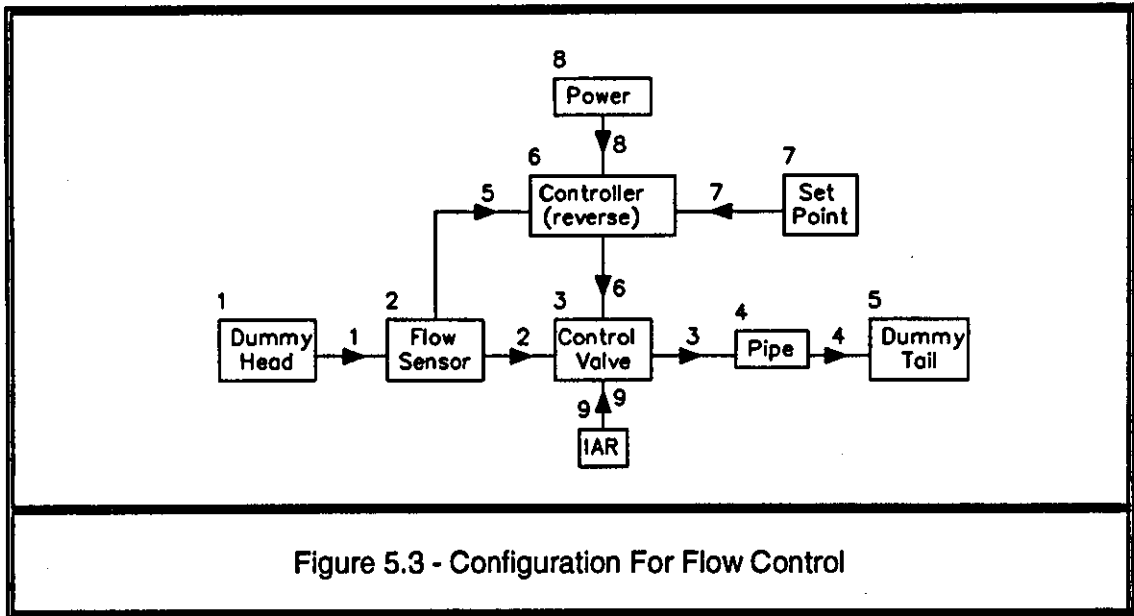 8
Power
8
6
7
5
Controller
(reverse)
7
Set
Point
6
1
2
3
4
5
Dummy
Head
1
Flow
Sensor
2
Control
Valve
3
Pipe
4
Dummy
Tail
9
9
IAR
Figure 5.3 - Configuration For Flow Control